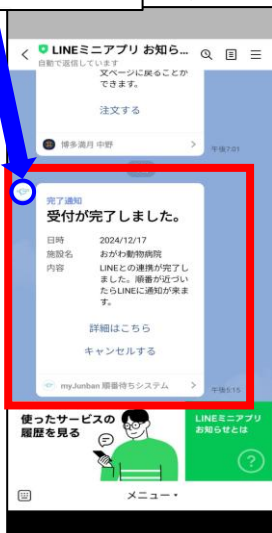 LINEミニアプリ お知ら...
自動で返信しています
文ページに戻ることが
できます。
注文する
博多満月 中野
午後7:01
完了通知
受付が完了しました。
日時 2024/12/17
施設名 おがわ動物病院
内容 LINEとの連携が完了し
ました。順番が近づい
たらLINEに通知が来ま
す。
詳細はこちら
キャンセルする
myJunban 順番待ちシステム
午後5:15
使ったサービスの
履歴を見る
LINEミニアプリ
お知らせとは
?
メニュー